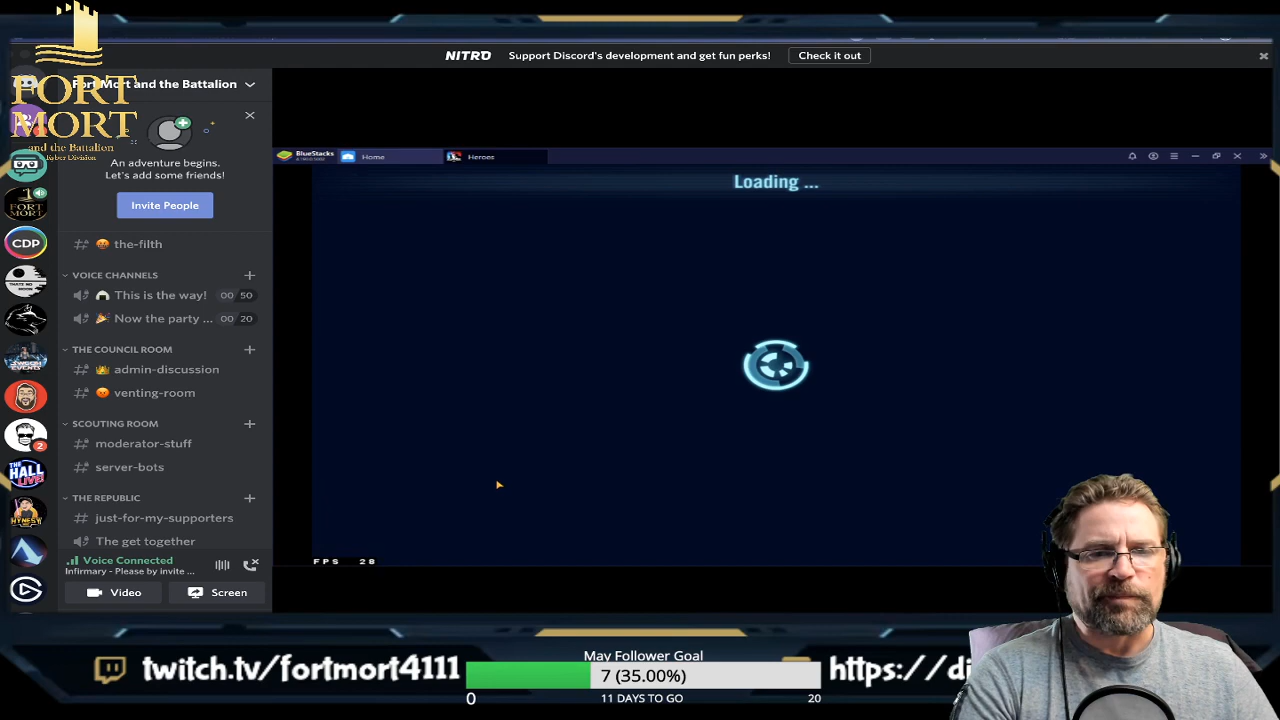 FORT
MORT
and the Battalion
NITRO Support Discord's development and get fun perks! Check it out
Fort Mort and the Battalion
An adventure begins.
Let's add some friends!
Invite People
BlueStacks Home Heroes
Loading ...
the-filth
VOICE CHANNELS
This is the way! 00 50
Now the party ... 00 20
THE COUNCIL ROOM
admin-discussion
venting-room
SCOUTING ROOM
moderator-stuff
server-bots
THE REPUBLIC
just-for-my-supporters
The get together
Voice Connected
Infirmary - Please by invite ...
Video Screen
FORT
MORT
CDP
2
THE
HALL
LIVE!
HYNESY
FPS 28
twitch.tv/fortmort4111
May Follower Goal
7 (35.00%)
0 11 DAYS TO GO 20
https://di